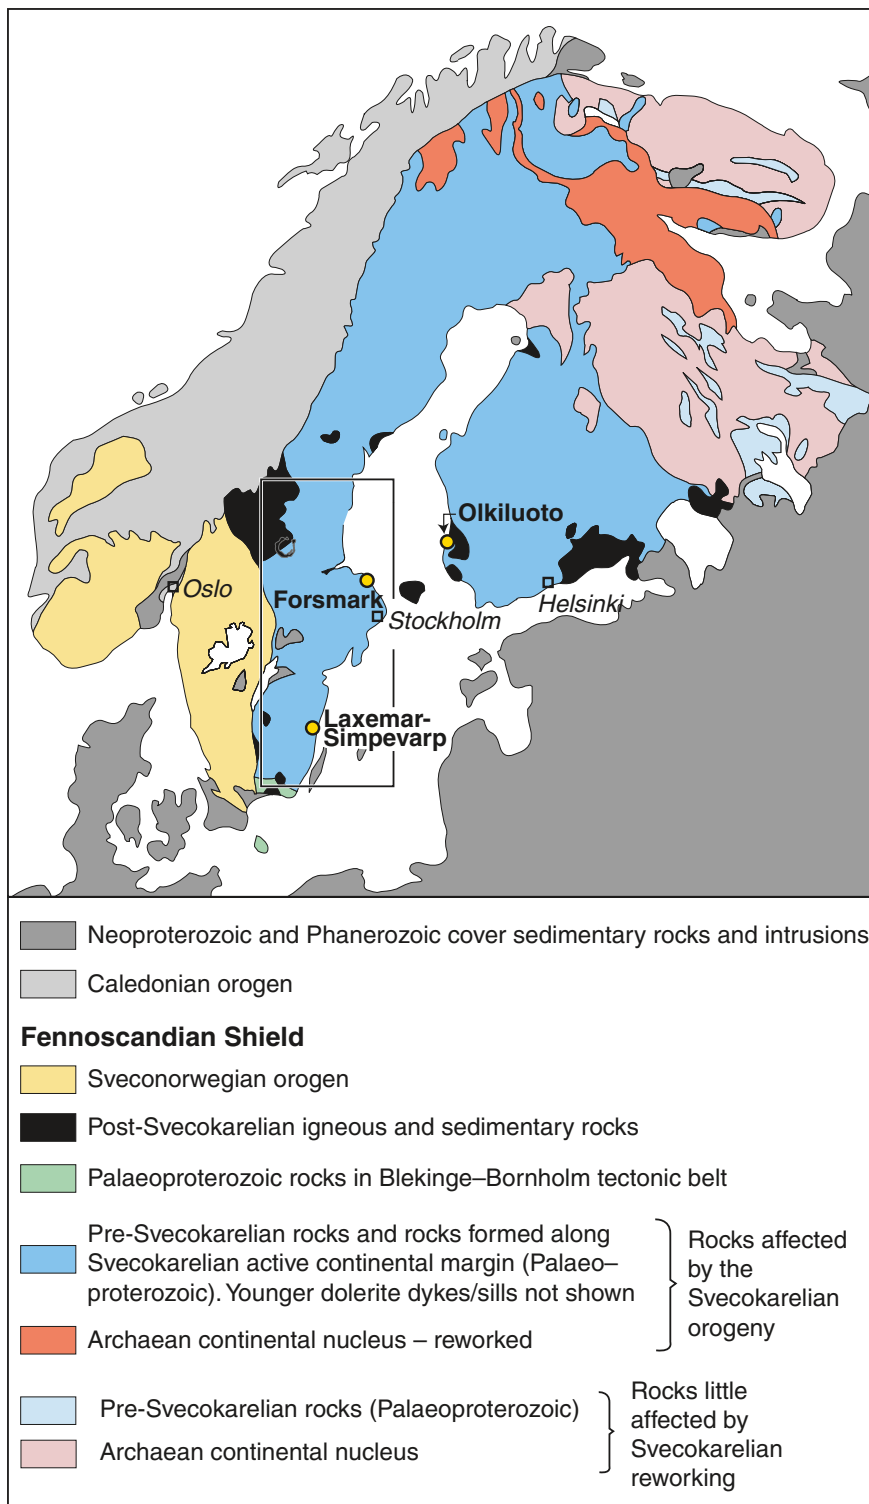 Olkiluoto
Oslo
Forsmark
Helsinki
Stockholm
Laxemar-
Simpevarp
Neoproterozoic and Phanerozoic cover sedimentary rocks and intrusions
Caledonian orogen
Fennoscandian Shield
Sveconorwegian orogen
Post-Svecokarelian igneous and sedimentary rocks
Palaeoproterozoic rocks in Blekinge–Bornholm tectonic belt
Pre-Svecokarelian rocks and rocks formed along
Svecokarelian active continental margin (Palaeo–
proterozoic). Younger dolerite dykes/sills not shown
Archaean continental nucleus – reworked
Rocks affected
by the
Svecokarelian
orogeny
Pre-Svecokarelian rocks (Palaeoproterozoic)
Archaean continental nucleus
Rocks little
affected by
Svecokarelian
reworking